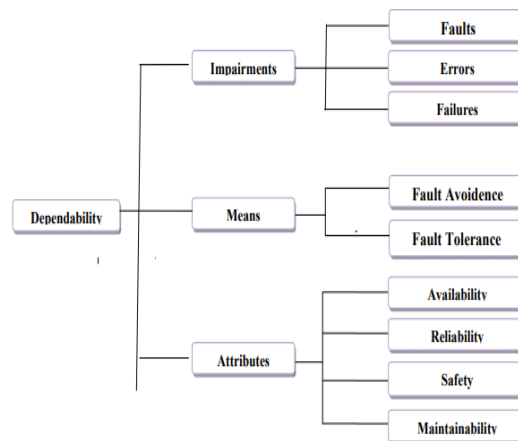 Faults
Impairments
Errors
Failures
Fault Avoidence
Dependability
Means
Fault Tolerance
Availability
Reliability
Attributes
Safety
Maintainability